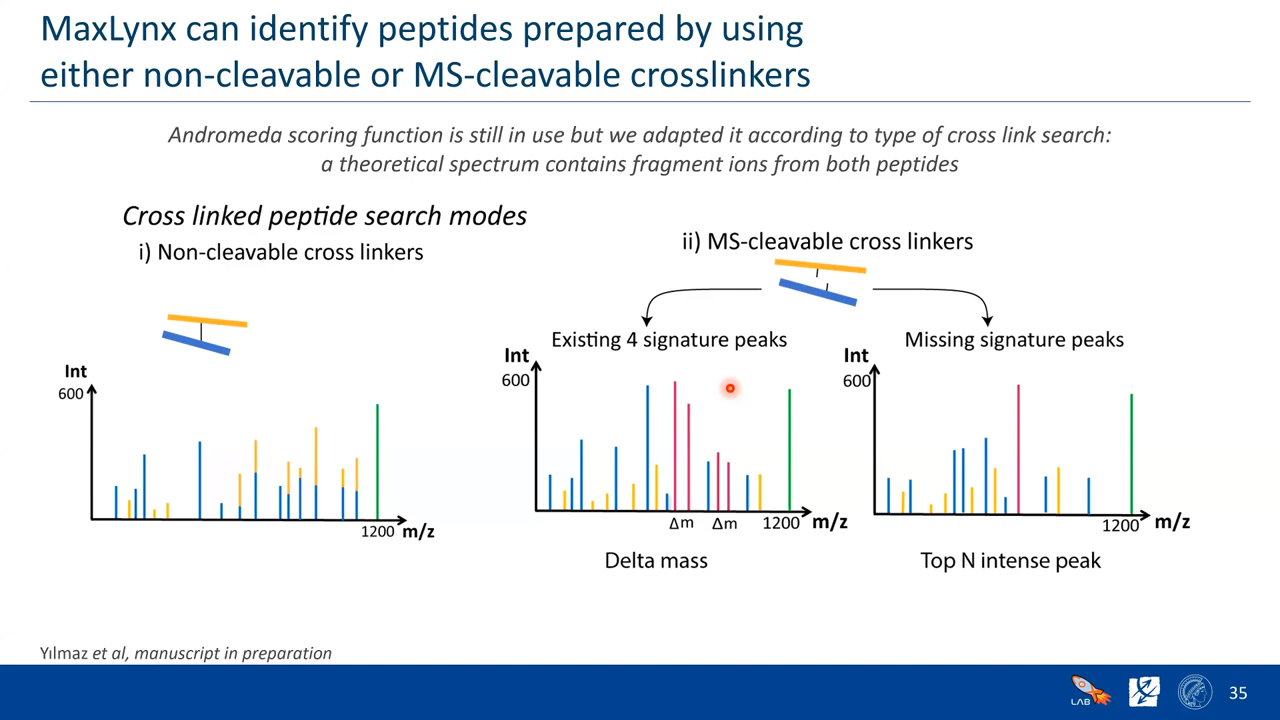 MaxLynx can identify peptides prepared by using
either non-cleavable or MS-cleavable crosslinkers
Andromeda scoring function is still in use but we adapted it according to type of cross link search:
a theoretical spectrum contains fragment ions from both peptides
Cross linked peptide search modes
i) Non-cleavable cross linkers
Int
600
1200 m/z
ii) MS-cleavable cross linkers
Existing 4 signature peaks
Int
600
Δm Δm 1200 m/z
Delta mass
Missing signature peaks
Int
600
1200 m/z
Top N intense peak
Yılmaz et al, manuscript in preparation
LAB
35